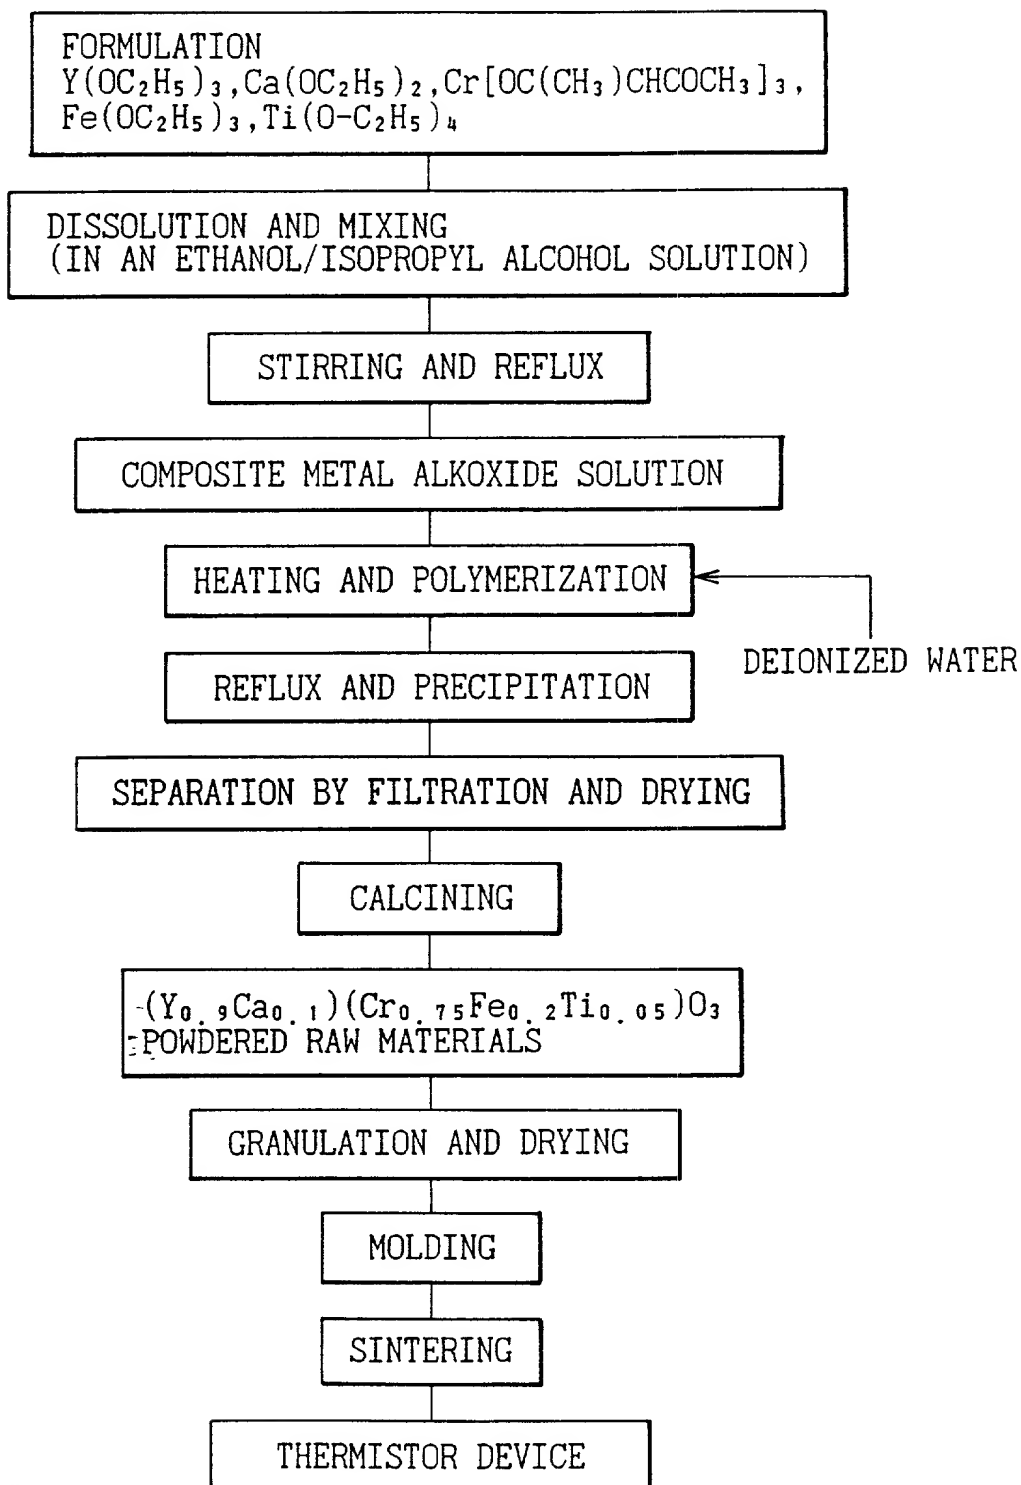 FORMULATION
Y(OC₂H₅)₃,Ca(OC₂H₅)₂,Cr[OC(CH₃)CHCOCH₃]₃,
Fe(OC₂H₅)₃,Ti(O-C₂H₅)₄
DISSOLUTION AND MIXING
(IN AN ETHANOL/ISOPROPYL ALCOHOL SOLUTION)
STIRRING AND REFLUX
COMPOSITE METAL ALKOXIDE SOLUTION
HEATING AND POLYMERIZATION
DEIONIZED WATER
REFLUX AND PRECIPITATION
SEPARATION BY FILTRATION AND DRYING
CALCINING
(Y₀.₉Ca₀.₁)(Cr₀.₇₅Fe₀.₂Ti₀.₀₅)O₃
POWDERED RAW MATERIALS
GRANULATION AND DRYING
MOLDING
SINTERING
THERMISTOR DEVICE